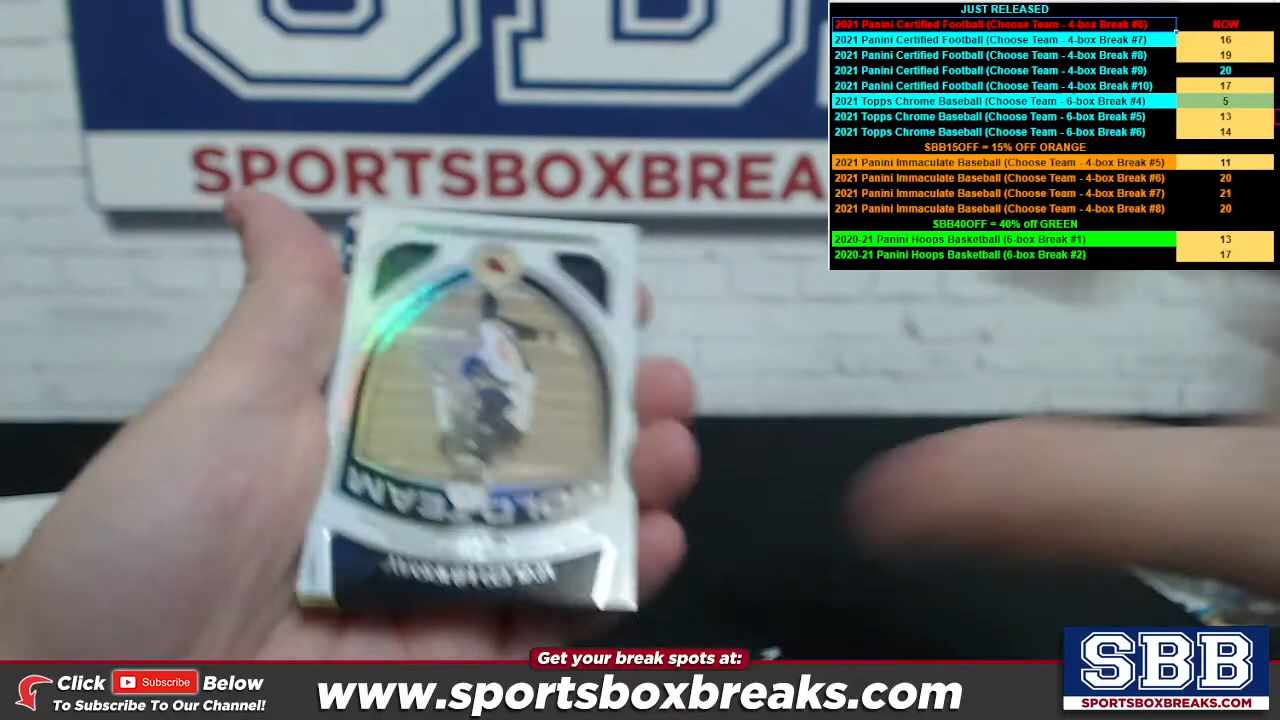 SBB
SPORTSBOXBREA
JUST RELEASED
2021 Panini Certified Football (Choose Team - 4-box Break #6) NOW
2021 Panini Certified Football (Choose Team - 4-box Break #7) 16
2021 Panini Certified Football (Choose Team - 4-box Break #8) 19
2021 Panini Certified Football (Choose Team - 4-box Break #9) 20
2021 Panini Certified Football (Choose Team - 4-box Break #10) 17
2021 Topps Chrome Baseball (Choose Team - 6-box Break #4) 5
2021 Topps Chrome Baseball (Choose Team - 6-box Break #5) 13
2021 Topps Chrome Baseball (Choose Team - 6-box Break #6) 14
SBB15OFF = 15% OFF ORANGE
2021 Panini Immaculate Baseball (Choose Team - 4-box Break #5) 11
2021 Panini Immaculate Baseball (Choose Team - 4-box Break #6) 20
2021 Panini Immaculate Baseball (Choose Team - 4-box Break #7) 21
2021 Panini Immaculate Baseball (Choose Team - 4-box Break #8) 20
SBB40OFF = 40% off GREEN
2020-21 Panini Hoops Basketball (6-box Break #1) 13
2020-21 Panini Hoops Basketball (6-box Break #2) 17
GOLD TEAM
Get your break spots at:
Click Subscribe Below
To Subscribe To Our Channel!
www.sportsboxbreaks.com
SBB
SPORTSBOXBREAKS.COM